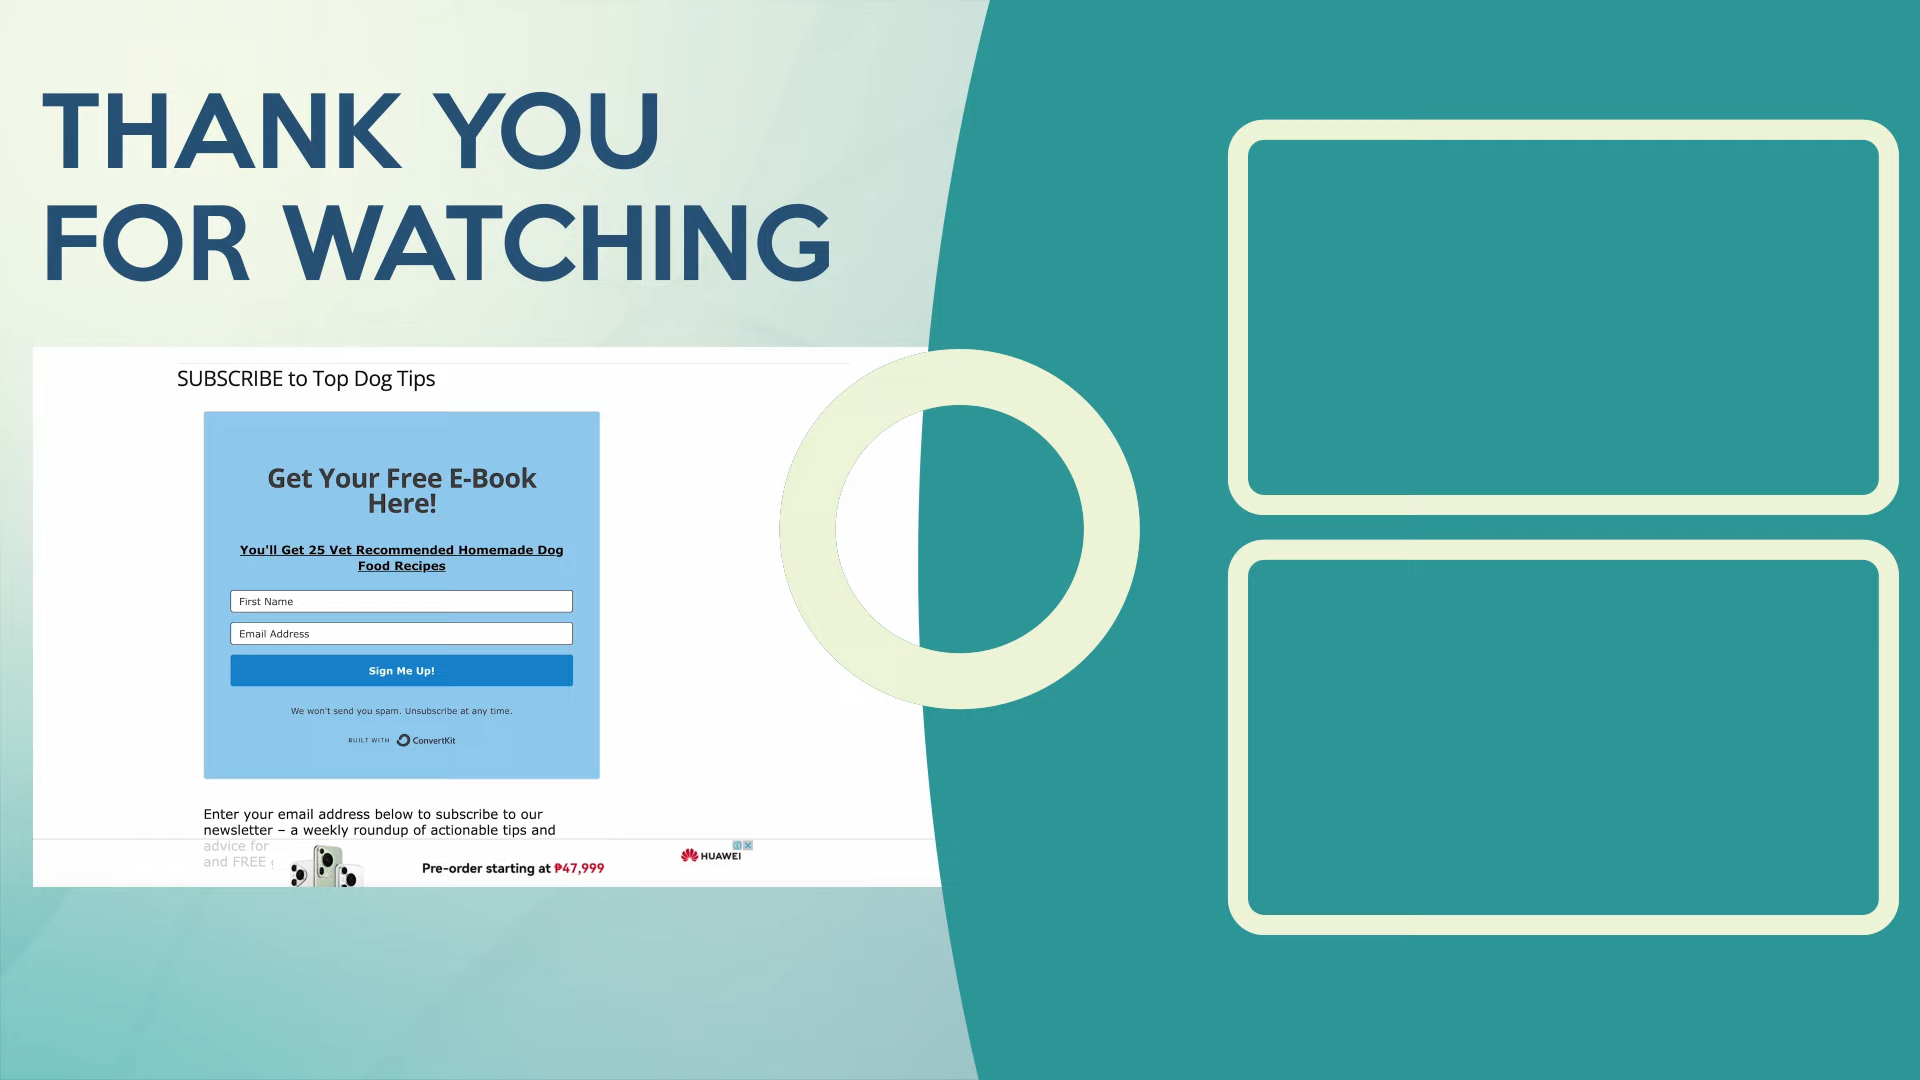 THANK YOU
FOR WATCHING
SUBSCRIBE to Top Dog Tips
Get Your Free E-Book
Here!
You'll Get 25 Vet Recommended Homemade Dog
Food Recipes
First Name
Email Address
Sign Me Up!
We won't send you spam. Unsubscribe at any time.
BUILT WITH ConvertKit
Enter your email address below to subscribe to our
newsletter – a weekly roundup of actionable tips and
advice for
and FREE
Pre-order starting at ₱47,999
HUAWEI